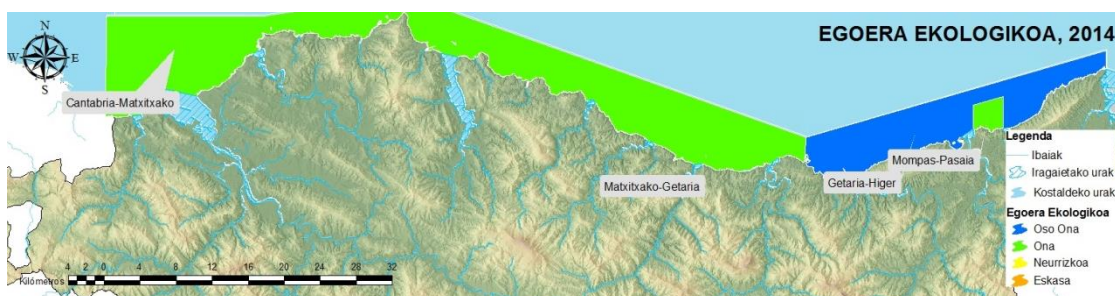 EGOERA EKOLOGIKOA, 2014
N
W E
S
Cantabria-Matxitxako
Matxitxako-Getaria
Getaria-Higer
Mompas-Pasaia
Legenda
Ibaiak
Iragaietako urak
Kostaldeko urak
Egoera Ekologikoa
Oso Ona
Ona
Neurrizkoa
Eskasa
4 2 0 4 8 12 16 20 24 28 32
Kilómetros